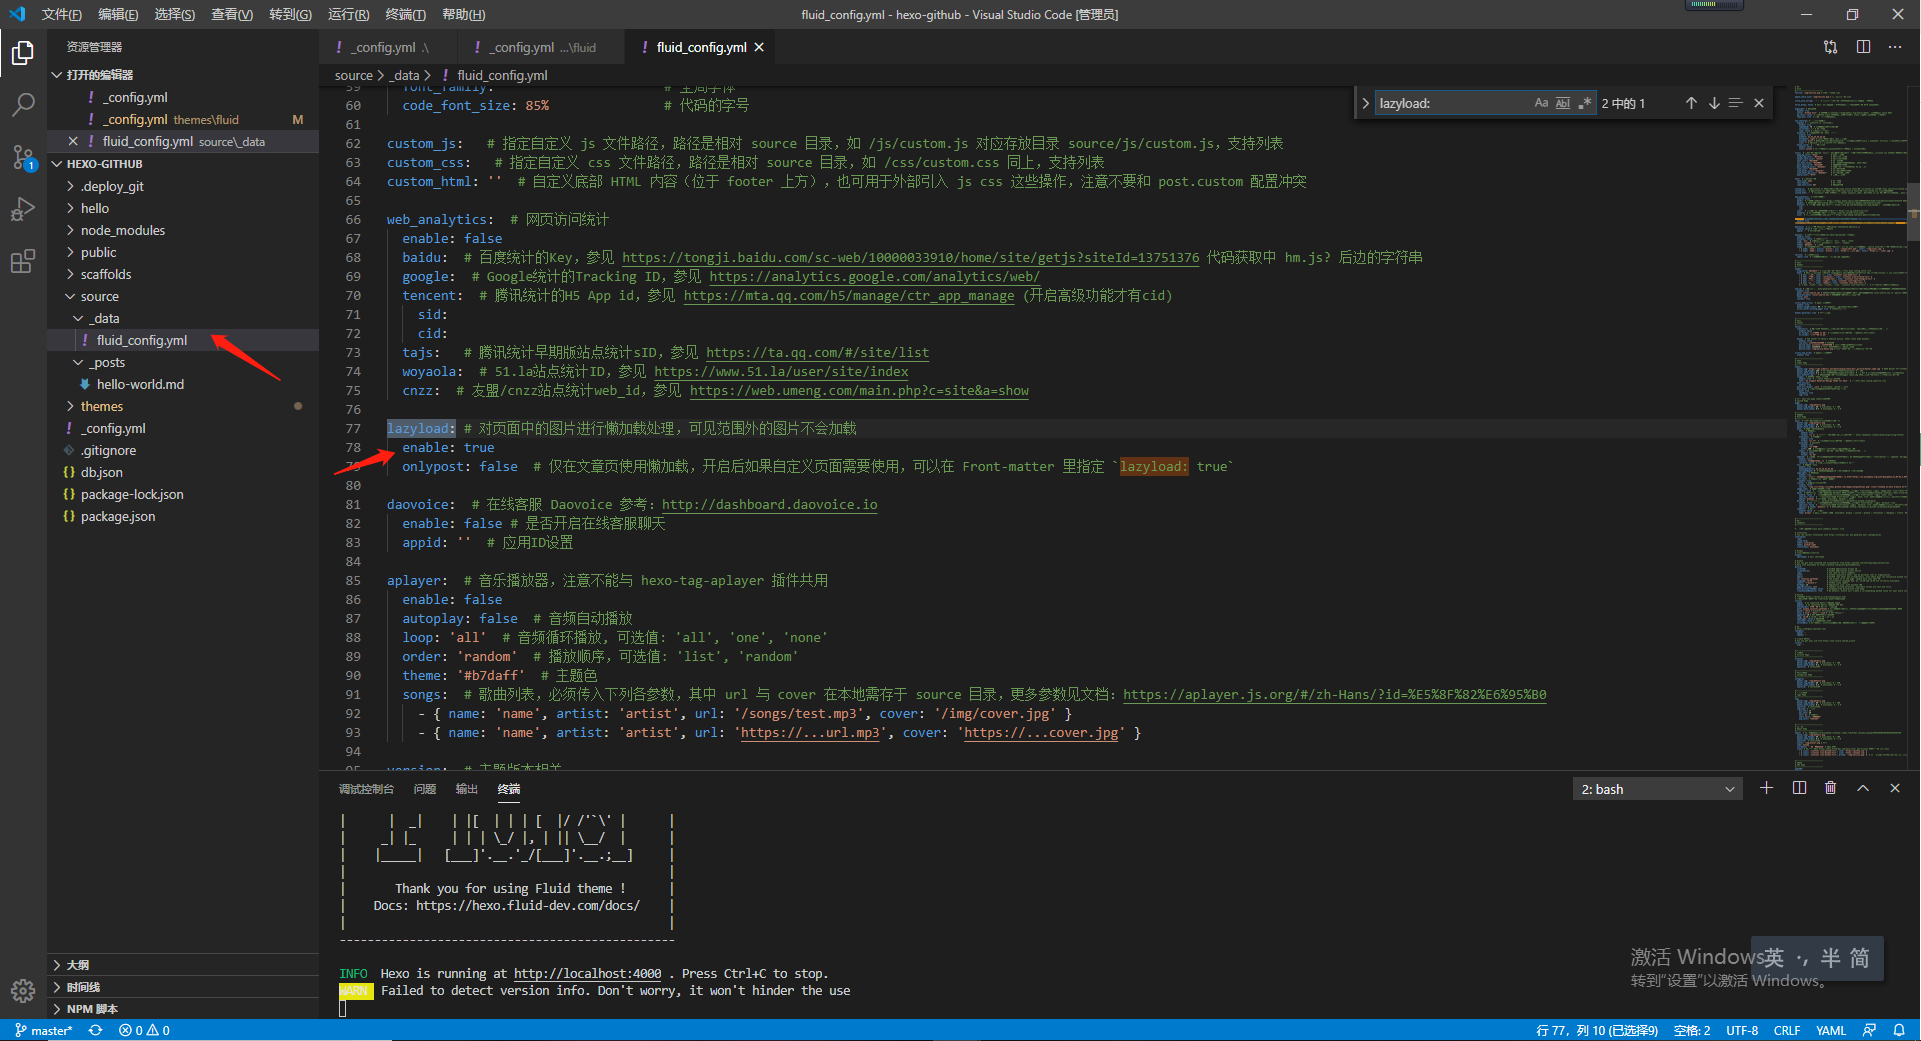 文件(F) 编辑(E) 选择(S) 查看(V) 转到(G) 运行(R) 终端(T) 帮助(H)
fluid_config.yml - hexo-github - Visual Studio Code [管理员]
资源管理器
打开的编辑器
_config.yml
_config.yml themes\fluid M
fluid_config.yml source\_data
HEXO-GITHUB
.deploy_git
hello
node_modules
public
scaffolds
source
_data
fluid_config.yml
_posts
hello-world.md
themes
_config.yml
.gitignore
db.json
package-lock.json
package.json
大纲
时间线
NPM 脚本
_config.yml .\
_config.yml ...\fluid
fluid_config.yml
source > _data > fluid_config.yml
lazyload: 2 中的 1
59 font_family: # 全局字体
60 code_font_size: 85% # 代码的字号
61
62 custom_js: # 指定自定义 js 文件路径，路径是相对 source 目录，如 /js/custom.js 对应存放目录 source/js/custom.js，支持列表
63 custom_css: # 指定自定义 css 文件路径，路径是相对 source 目录，如 /css/custom.css 同上，支持列表
64 custom_html: '' # 自定义底部 HTML 内容（位于 footer 上方），也可用于外部引入 js css 这些操作，注意不要和 post.custom 配置冲突
65
66 web_analytics: # 网页访问统计
67 enable: false
68 baidu: # 百度统计的Key，参见 https://tongji.baidu.com/sc-web/10000033910/home/site/getjs?siteId=13751376 代码获取中 hm.js? 后边的字符串
69 google: # Google统计的Tracking ID，参见 https://analytics.google.com/analytics/web/
70 tencent: # 腾讯统计的H5 App id，参见 https://mta.qq.com/h5/manage/ctr_app_manage (开启高级功能才有cid)
71 sid:
72 cid:
73 tajs: # 腾讯统计早期版站点统计sID，参见 https://ta.qq.com/#/site/list
74 woyaola: # 51.la站点统计ID，参见 https://www.51.la/user/site/index
75 cnzz: # 友盟/cnzz站点统计web_id，参见 https://web.umeng.com/main.php?c=site&a=show
76
77 lazyload: # 对页面中的图片进行懒加载处理，可见范围外的图片不会加载
78 enable: true
79 onlypost: false # 仅在文章页使用懒加载，开启后如果自定义页面需要使用，可以在 Front-matter 里指定 `lazyload: true`
80
81 daovoice: # 在线客服 Daovoice 参考：http://dashboard.daovoice.io
82 enable: false # 是否开启在线客服聊天
83 appid: '' # 应用ID设置
84
85 aplayer: # 音乐播放器，注意不能与 hexo-tag-aplayer 插件共用
86 enable: false
87 autoplay: false # 音频自动播放
88 loop: 'all' # 音频循环播放, 可选值: 'all', 'one', 'none'
89 order: 'random' # 播放顺序，可选值: 'list', 'random'
90 theme: '#b7daff' # 主题色
91 songs: # 歌曲列表，必须传入下列各参数，其中 url 与 cover 在本地需存于 source 目录，更多参数见文档：https://aplayer.js.org/#/zh-Hans/?id=%E5%8F%82%E6%95%B0
92 - { name: 'name', artist: 'artist', url: '/songs/test.mp3', cover: '/img/cover.jpg' }
93 - { name: 'name', artist: 'artist', url: 'https://...url.mp3', cover: 'https://...cover.jpg' }
94
95 version: # 主题版本相关
调试控制台 问题 输出 终端
2: bash
Thank you for using Fluid theme !
Docs: https://hexo.fluid-dev.com/docs/
INFO Hexo is running at http://localhost:4000 . Press Ctrl+C to stop.
WARN Failed to detect version info. Don't worry, it won't hinder the use
激活 Windows
转到"设置"以激活 Windows。
英 ·, 半 简
master* 0 0 行 77，列 10 (已选择9) 空格: 2 UTF-8 CRLF YAML